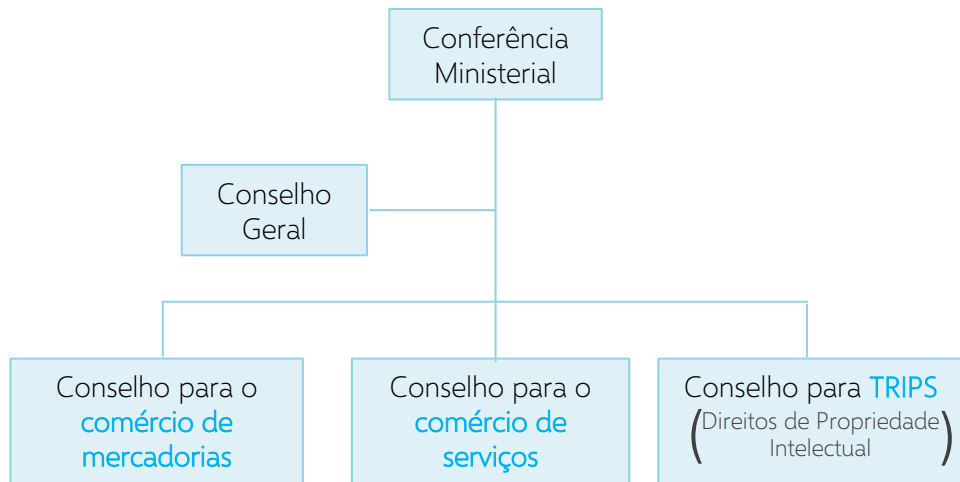 Conferência
Ministerial
Conselho
Geral
Conselho para o
comércio de
mercadorias
Conselho para o
comércio de
serviços
Conselho para TRIPS
(Direitos de Propriedade
Intelectual)